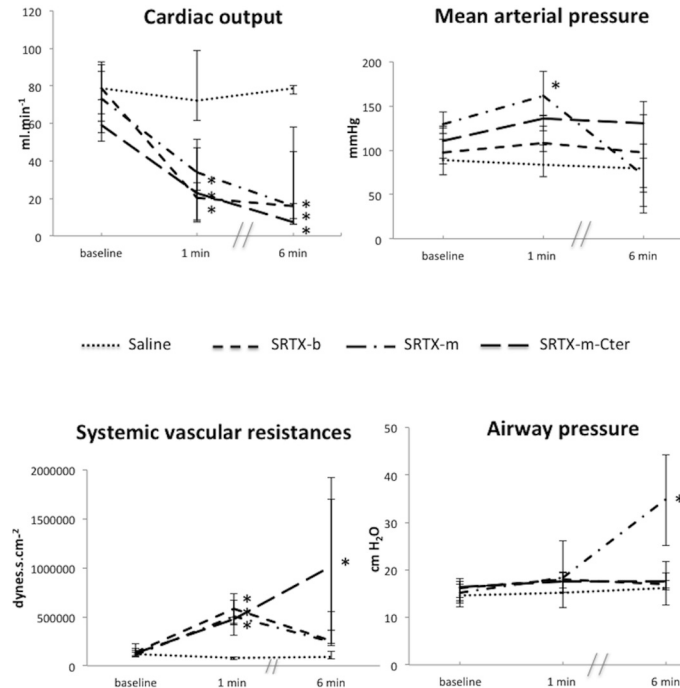 Cardiac output
120
100
80
60
40
20
0
ml.min-1
baseline 1 min 6 min
* * *
* * *
Mean arterial pressure
200
150
100
50
0
mmHg
baseline 1 min 6 min
*
Saline SRTX-b SRTX-m SRTX-m-Cter
Systemic vascular resistances
2000000
1500000
1000000
500000
0
dynes.s.cm-2
baseline 1 min 6 min
* * *
*
Airway pressure
50
40
30
20
10
0
cm H2O
baseline 1 min 6 min
*